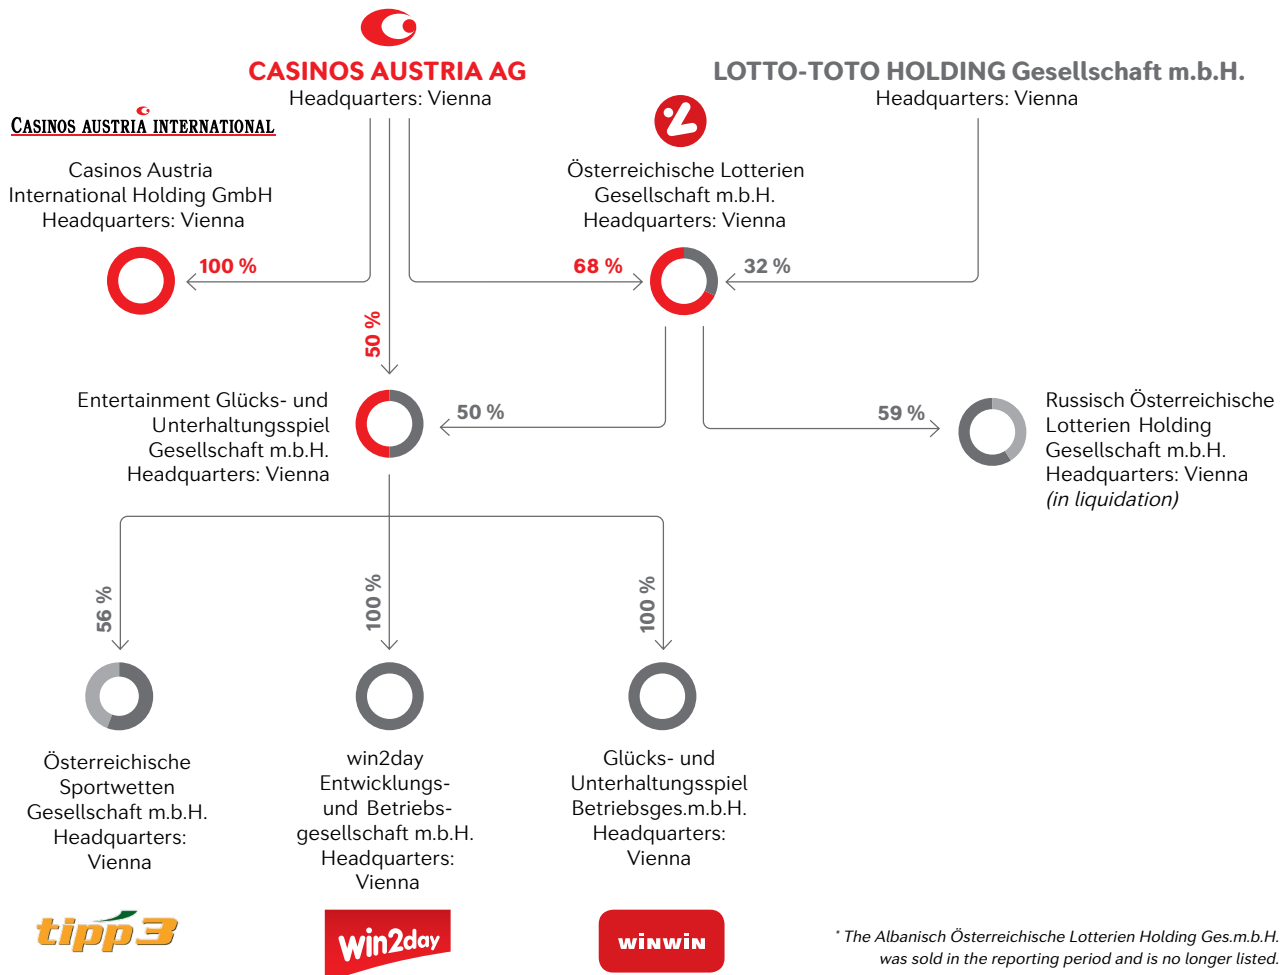 CASINOS AUSTRIA AG
Headquarters: Vienna
LOTTO-TOTO HOLDING Gesellschaft m.b.H.
Headquarters: Vienna
CASINOS AUSTRIA INTERNATIONAL
Casinos Austria
International Holding GmbH
Headquarters: Vienna
Österreichische Lotterien
Gesellschaft m.b.H.
Headquarters: Vienna
100 %
68 %
32 %
50 %
Entertainment Glücks- und
Unterhaltungsspiel
Gesellschaft m.b.H.
Headquarters: Vienna
50 %
59 %
Russisch Österreichische
Lotterien Holding
Gesellschaft m.b.H.
Headquarters: Vienna
(in liquidation)
56 %
100 %
100 %
Österreichische
Sportwetten
Gesellschaft m.b.H.
Headquarters:
Vienna
win2day
Entwicklungs-
und Betriebs-
gesellschaft m.b.H.
Headquarters:
Vienna
Glücks- und
Unterhaltungsspiel
Betriebsges.m.b.H.
Headquarters:
Vienna
tipp3
win2day
winwin
* The Albanisch Österreichische Lotterien Holding Ges.m.b.H.
was sold in the reporting period and is no longer listed.